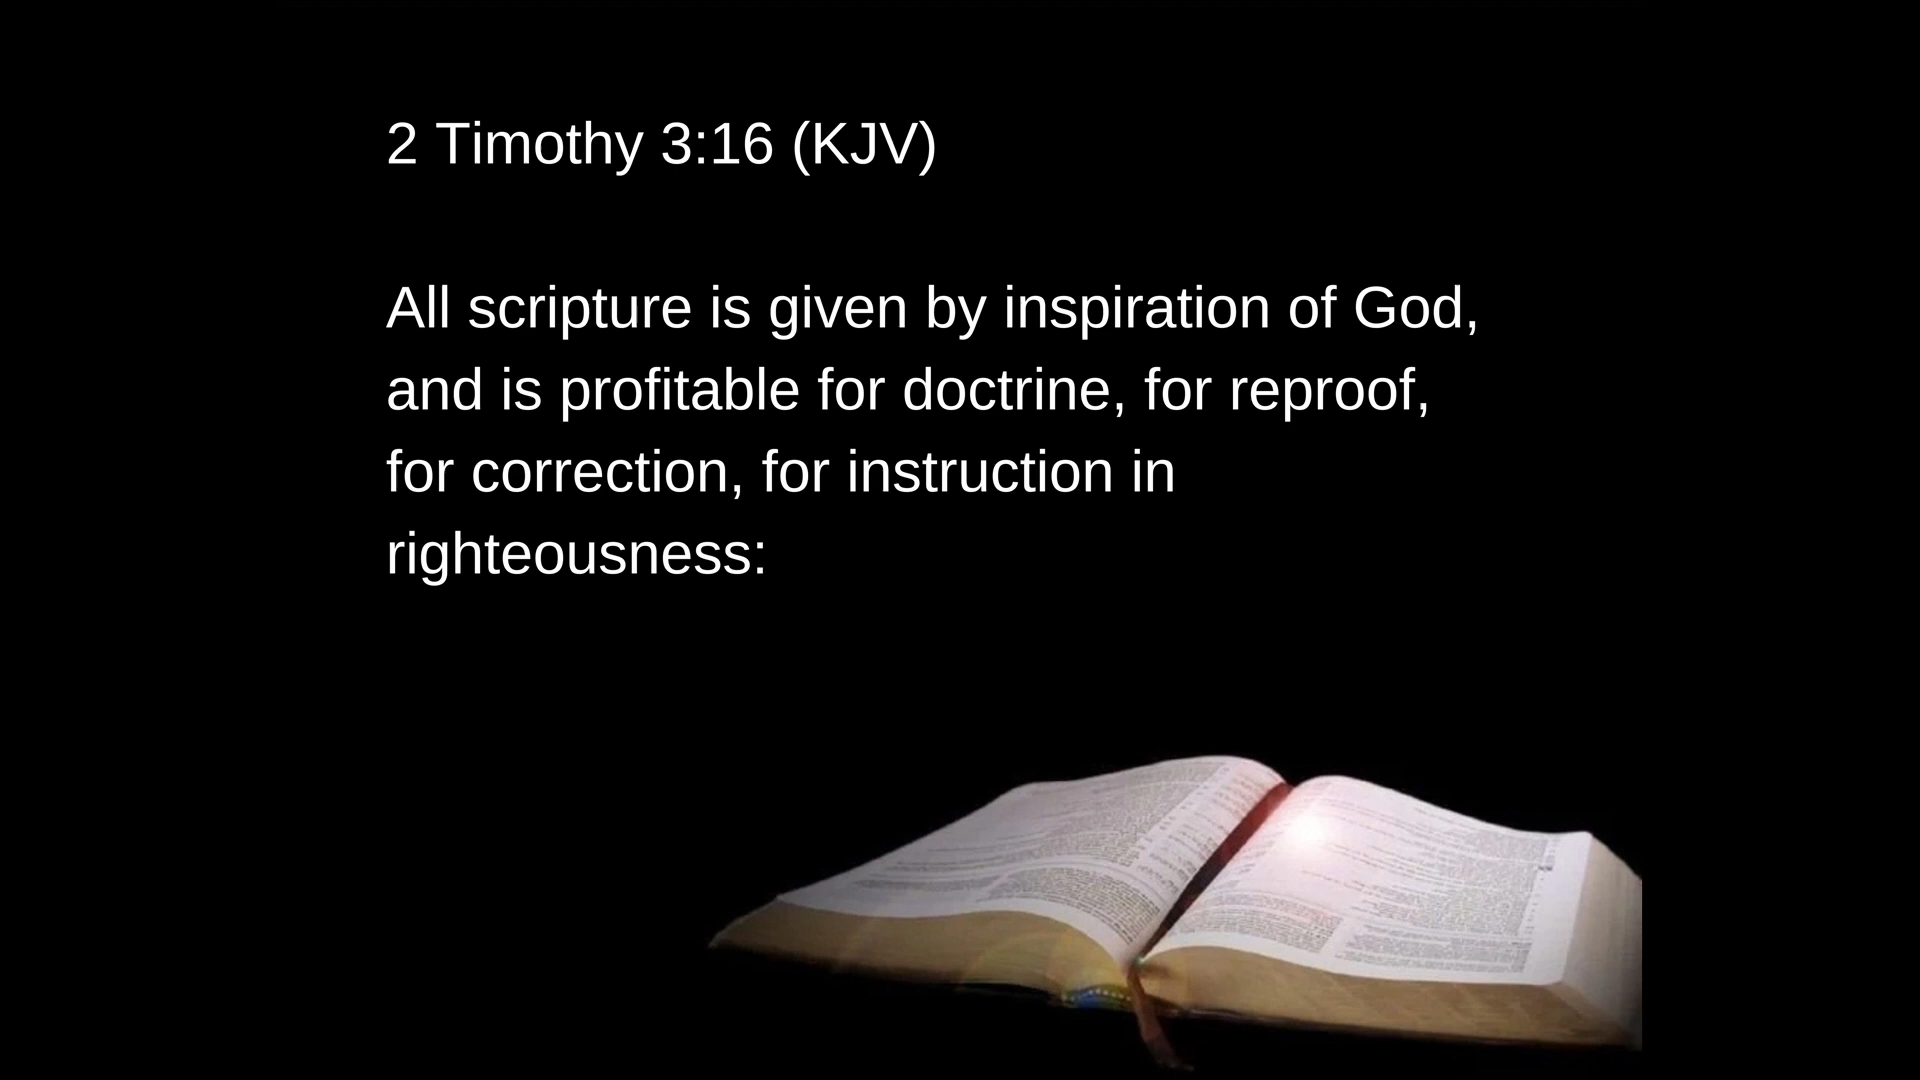 2 Timothy 3:16 (KJV)
All scripture is given by inspiration of God,
and is profitable for doctrine, for reproof,
for correction, for instruction in
righteousness: